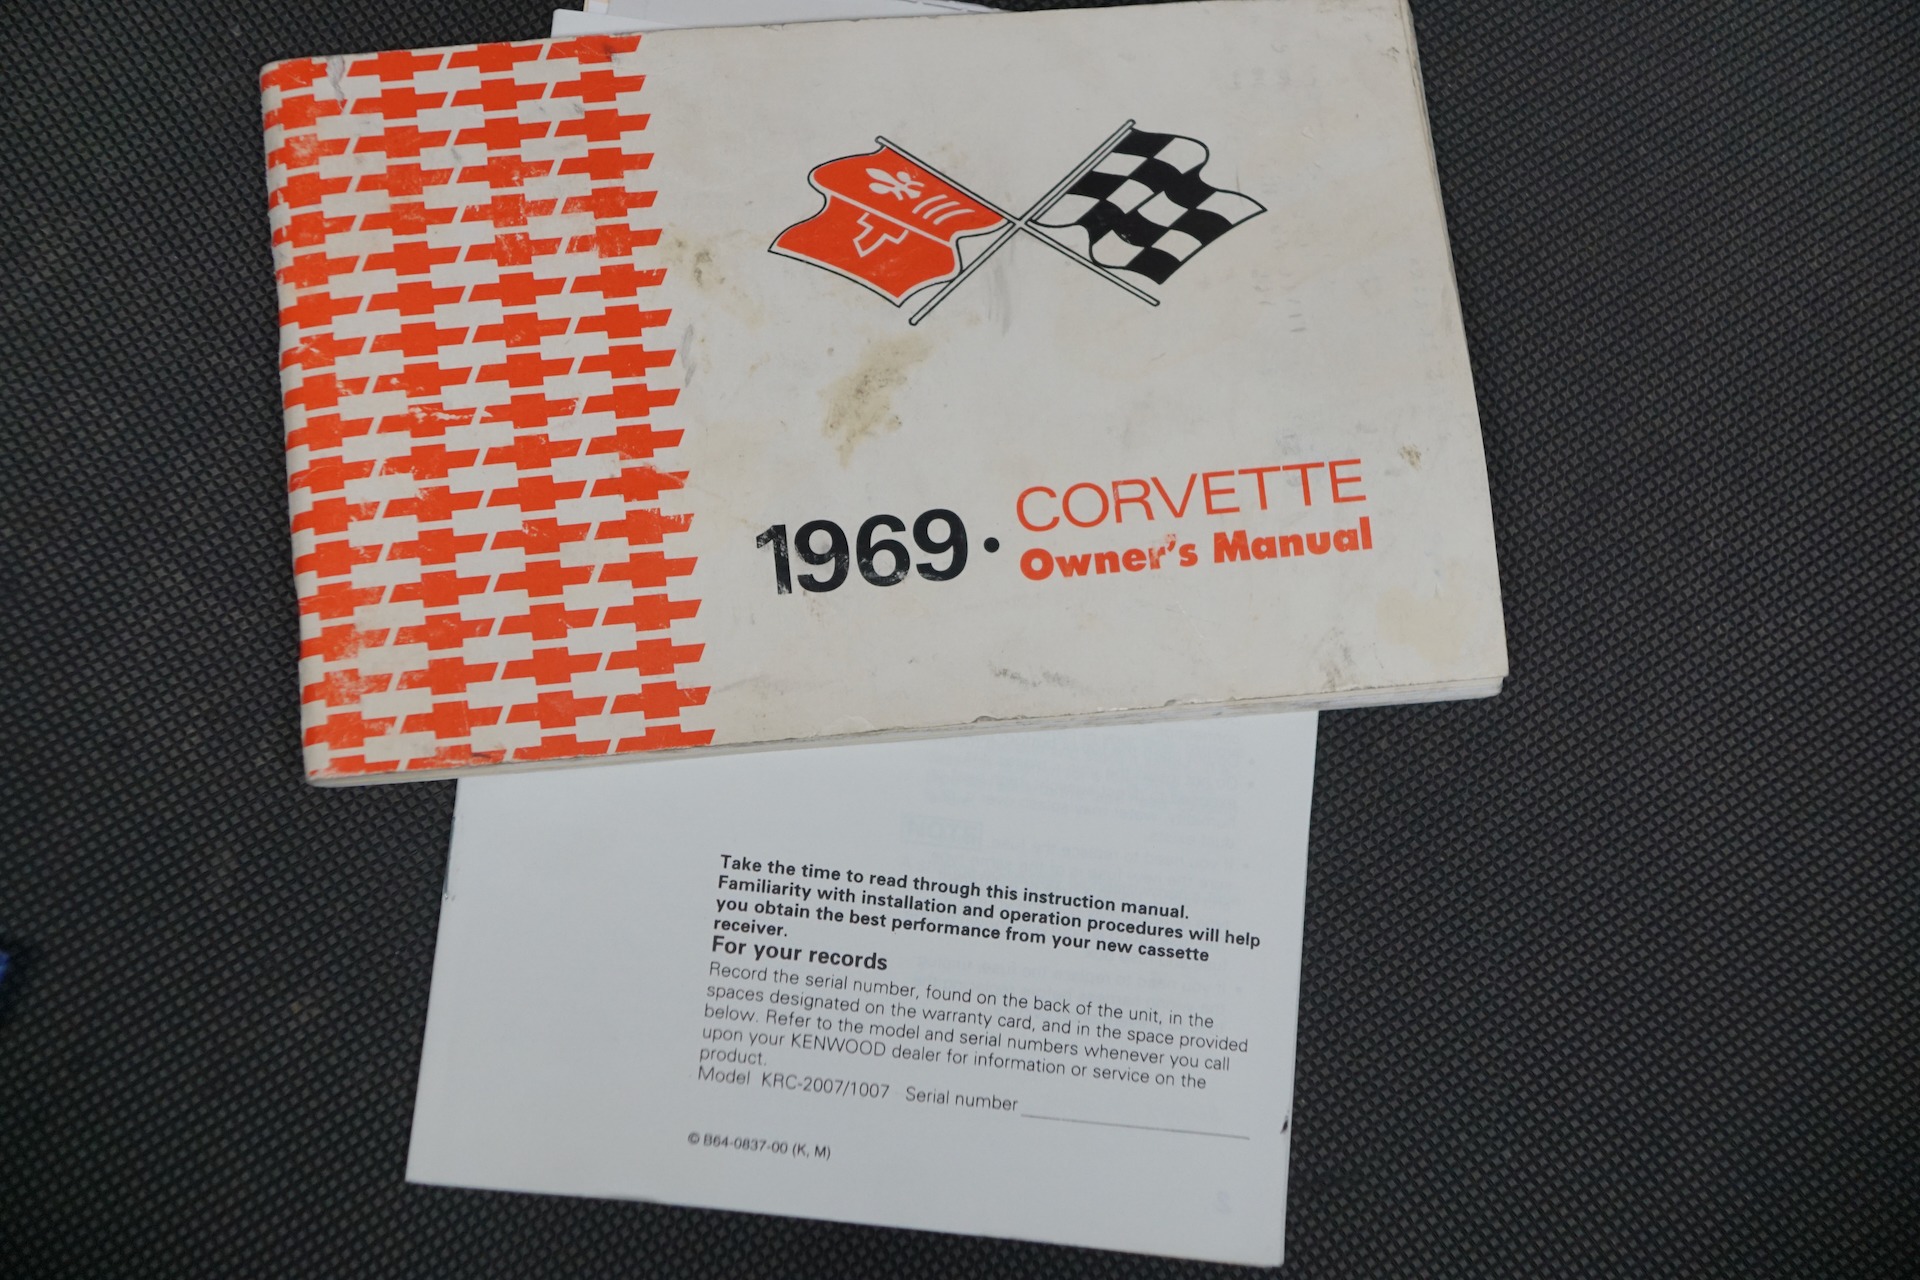 1969. CORVETTE
Owner's Manual
Take the time to read through this instruction manual.
Familiarity with installation and operation procedures will help
you obtain the best performance from your new cassette
receiver.
For your records
Record the serial number, found on the back of the unit, in the
spaces designated on the warranty card, and in the space provided
below. Refer to the model and serial numbers whenever you call
upon your KENWOOD dealer for information or service on the
product.
Model KRC-2007/1007 Serial number
© B64-0837-00 (K, M)